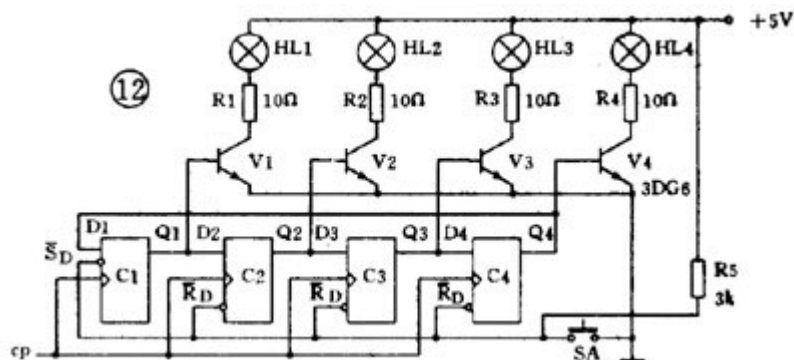 +5V
HL1 HL2 HL3 HL4
⑫
R1 10Ω R2 10Ω R3 10Ω R4 10Ω
V1 V2 V3 V4
3DG6
D1 Q1 D2 Q2 D3 Q3 D4 Q4
S̅D
C1 C2 C3 C4
R5
3k
R̅D R̅D R̅D
cp
SA